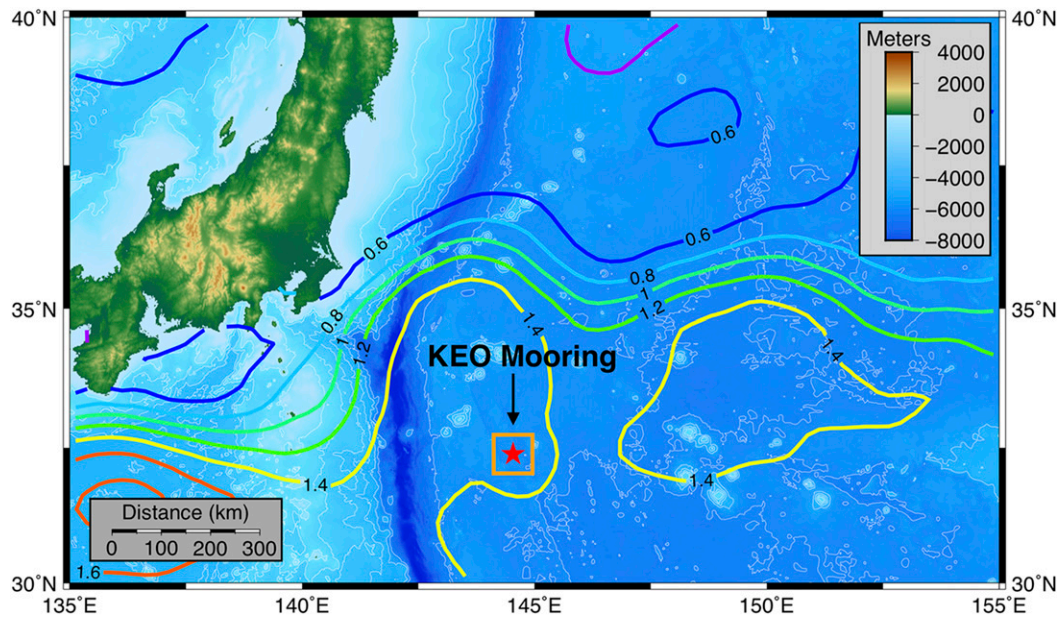 40˚N
40˚N
Meters
4000
2000
0
−2000
−4000
−6000
−8000
0.6
0.6
0.6
0.8
1
1.2
35˚N
35˚N
0.8
1
1.2
1.4
1.4
KEO Mooring
1.4
1.4
Distance (km)
0 100 200 300
1.6
30˚N
30˚N
135˚E
140˚E
145˚E
150˚E
155˚E